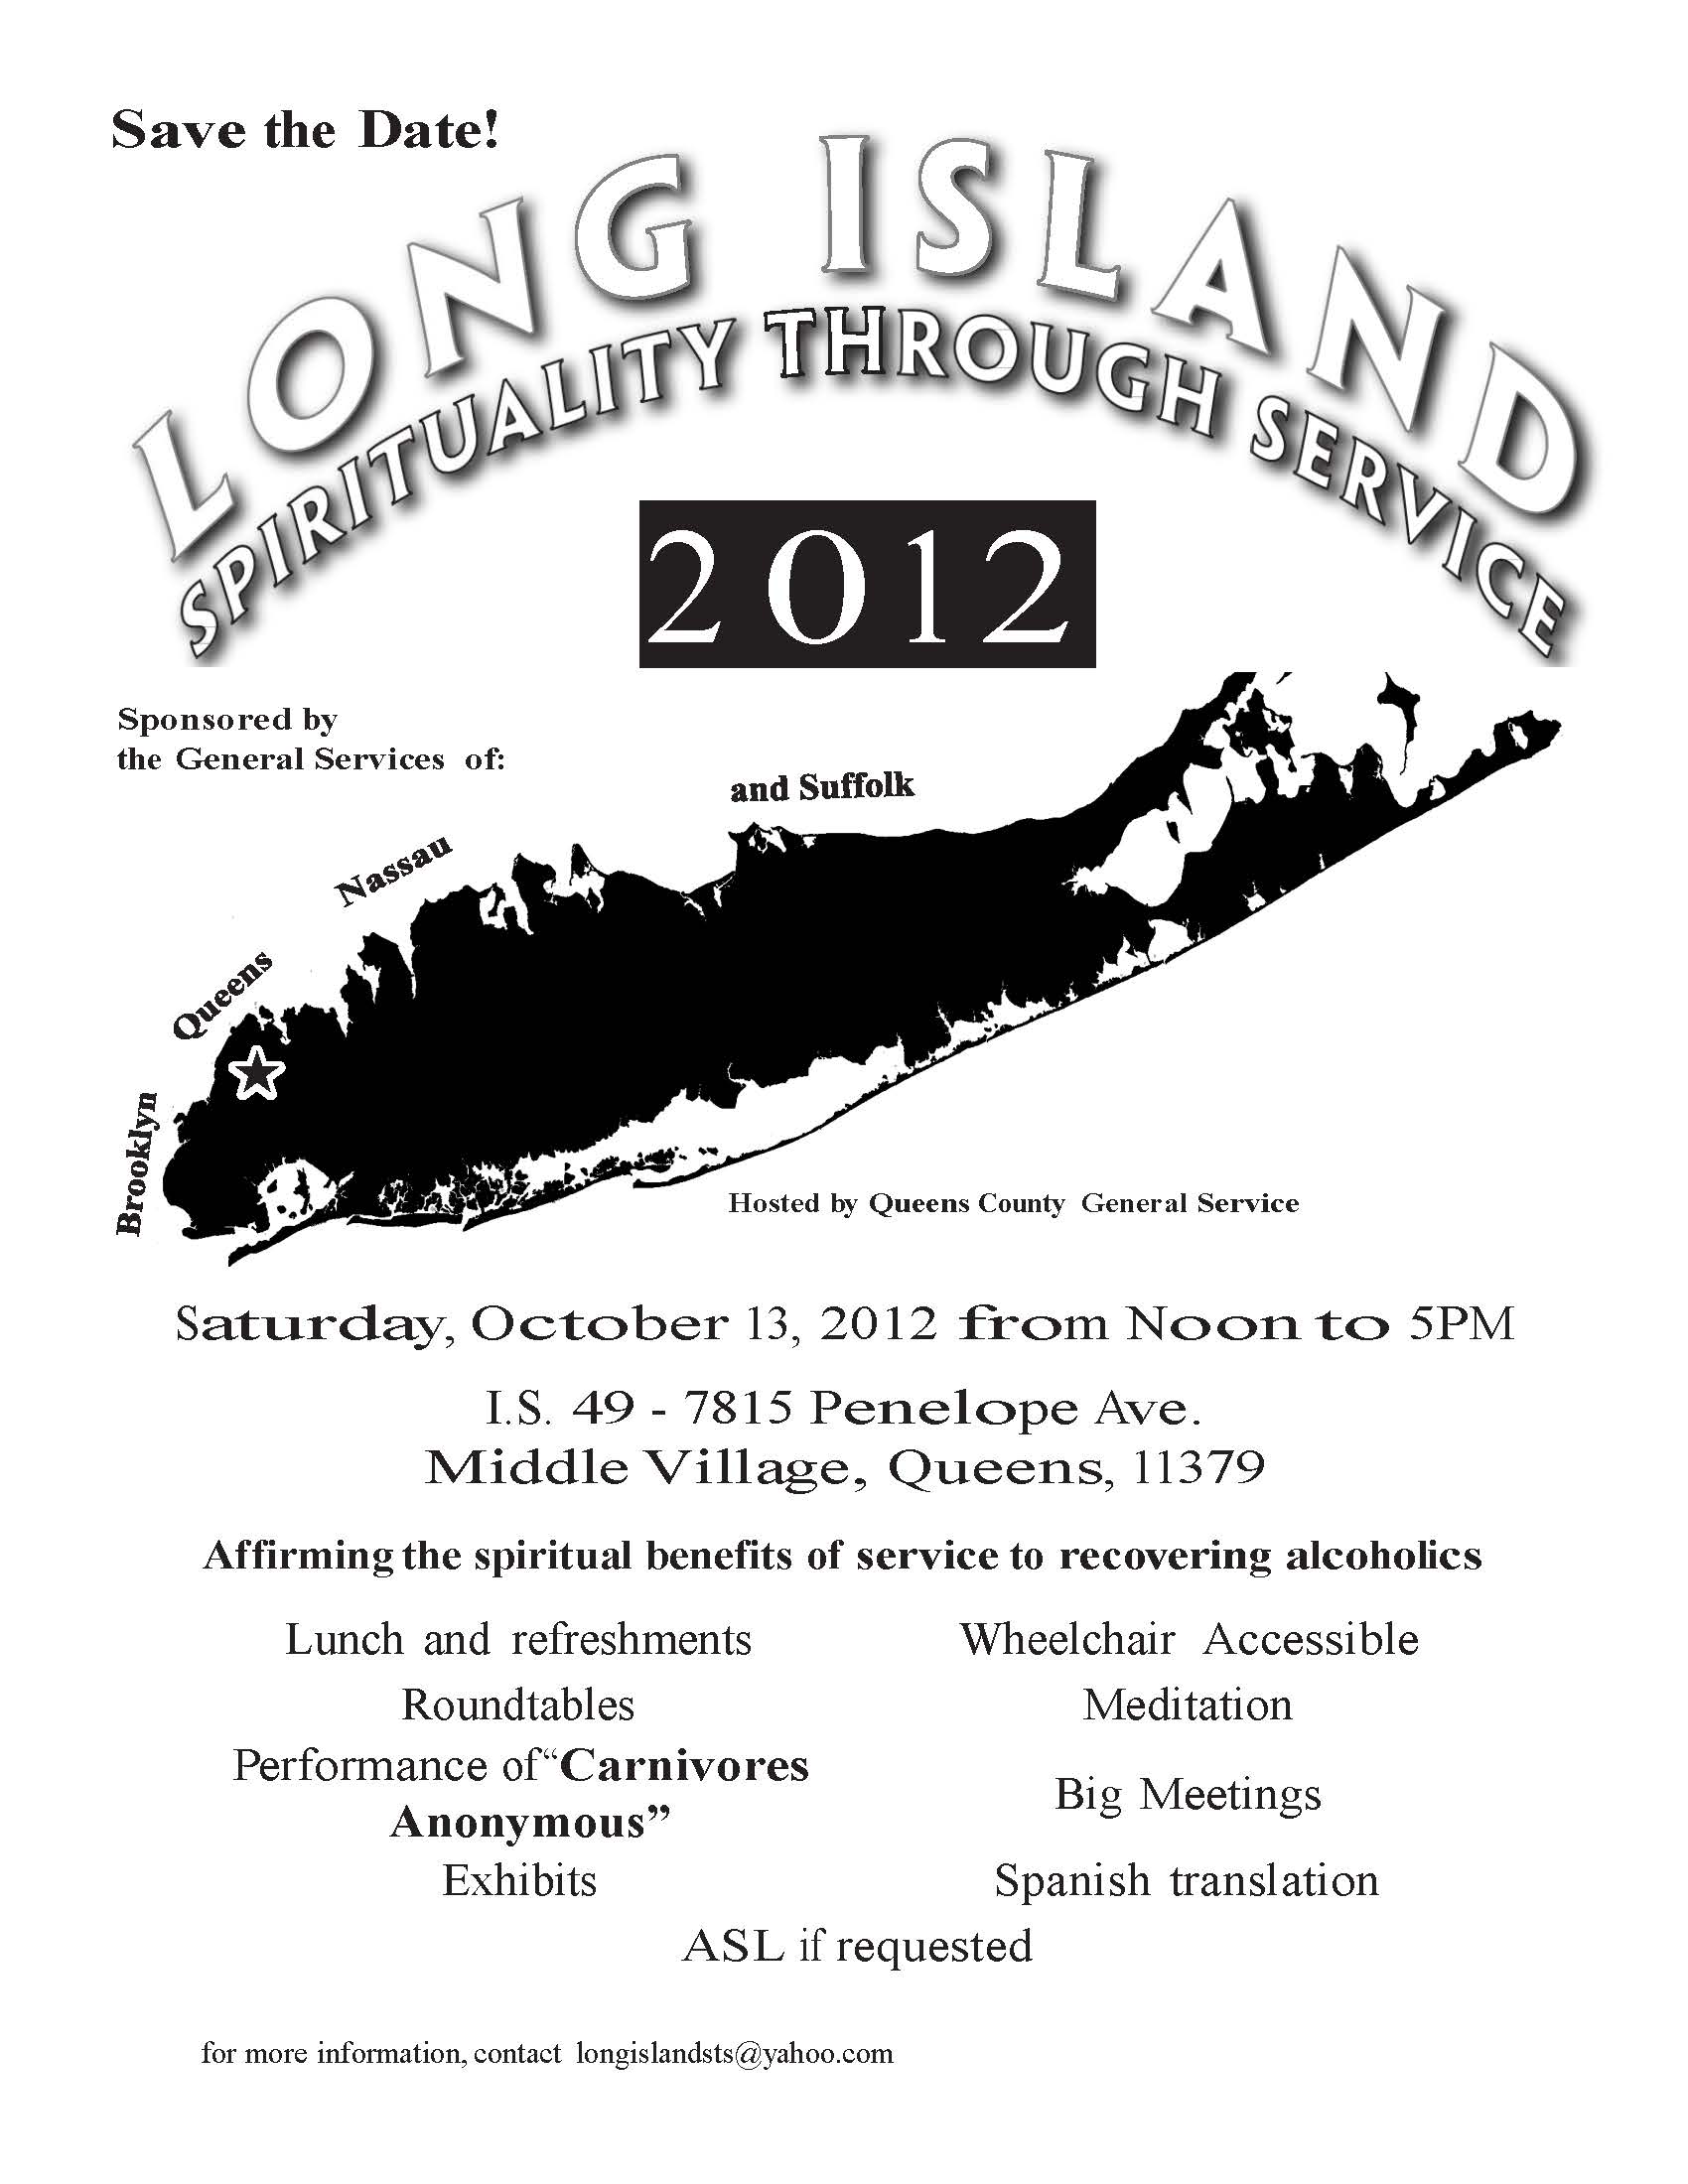 Save the Date!
LONG ISLAND
SPIRITUALITY THROUGH SERVICE
2012
Sponsored by
the General Services of:
Brooklyn
Queens
Nassau
and Suffolk
Hosted by Queens County General Service
Saturday, October 13, 2012 from Noon to 5PM
I.S. 49 - 7815 Penelope Ave.
Middle Village, Queens, 11379
Affirming the spiritual benefits of service to recovering alcoholics
Lunch and refreshments
Wheelchair Accessible
Roundtables
Meditation
Performance of “Carnivores
Anonymous”
Big Meetings
Exhibits
Spanish translation
ASL if requested
for more information, contact longislandsts@yahoo.com